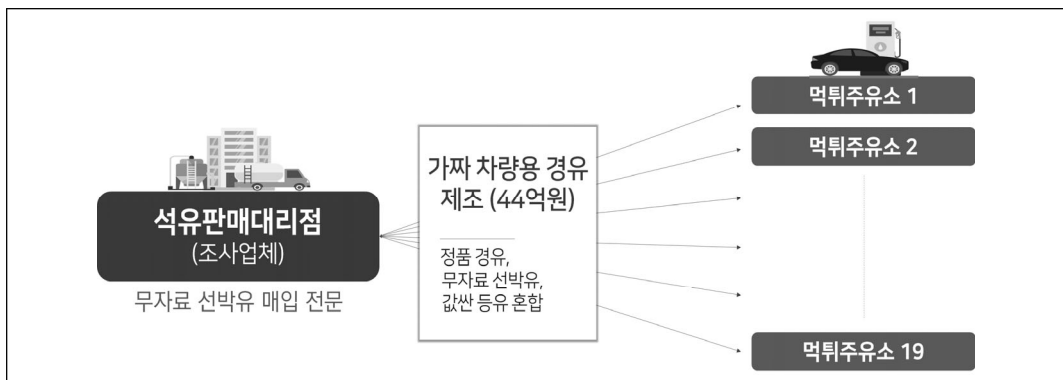 석유판매대리점
(조사업체)
무자료 선박유 매입 전문
가짜 차량용 경유
제조 (44억원)
정품 경유,
무자료 선박유,
값싼 등유 혼합
먹튀주유소 1
먹튀주유소 2
먹튀주유소 19